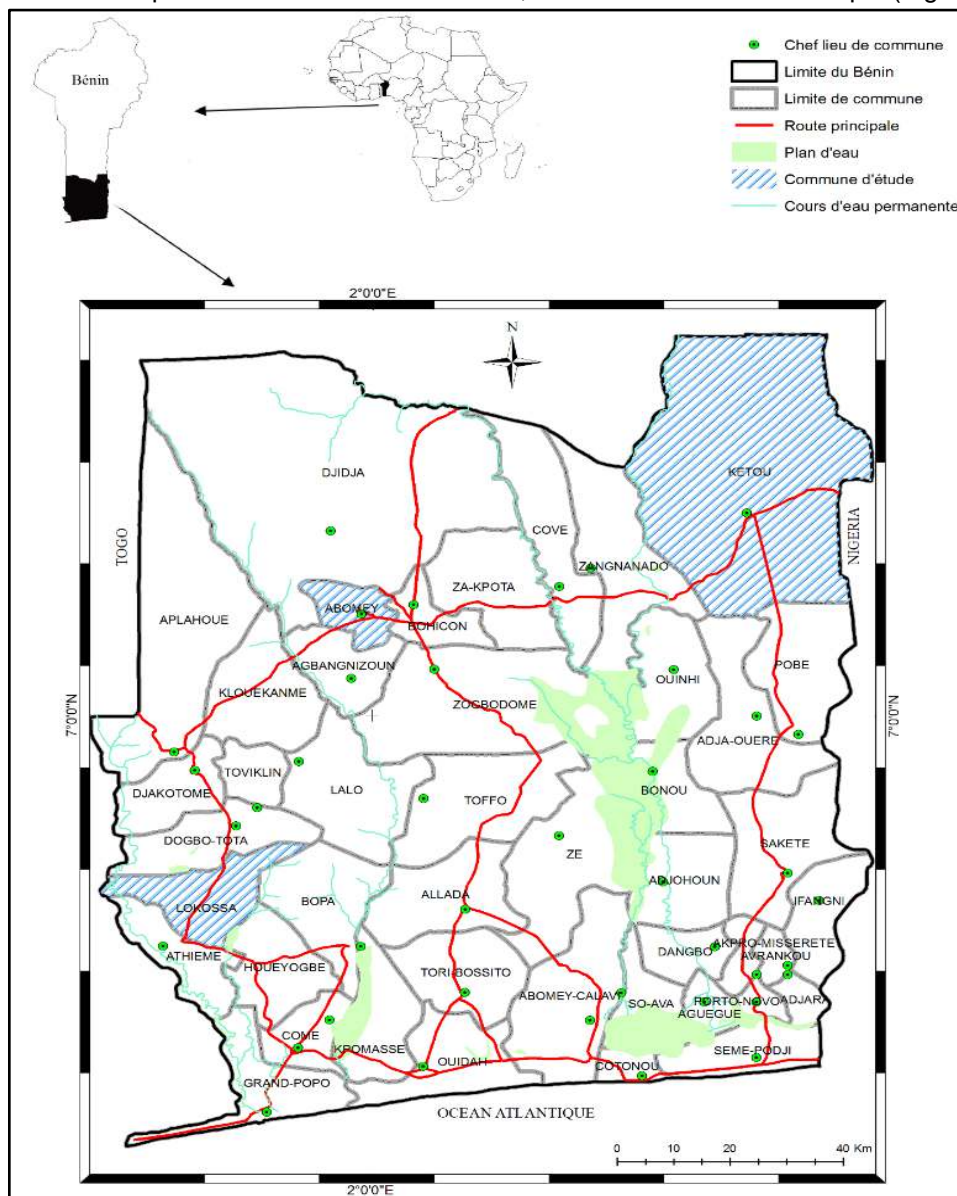 Bénin
Chef lieu de commune
Limite du Bénin
Limite de commune
Route principale
Plan d'eau
Commune d'étude
Cours d'eau permanente
2°0'0"E
N
DJIDJA
KETOU
COVE
TOGO
NIGERIA
ZANGNANADO
ZA-KPOTA
ABOMEY
APLAHOUE
BOHICON
AGBANGNIZOUN
POBE
OUINHI
KLOUEKANME
7°0'0"N
ZOGBODOME
7°0'0"N
ADJA-OUERE
TOVIKLIN
DJAKOTOME
LALO
BONOU
TOFFO
DOGBO-TOTA
SAKETE
ZE
ADJOHOUN
ALLADA
BOPA
IFANGNI
LOKOSSA
AKPRO-MISSERETE
DANGBO
ATHIEME
AVRANKOU
HOUEYOGBE
TORI-BOSSITO
ABOMEY-CALAVI
SO-AVA
PORTO-NOVO
ADJARA
AGUEGUE
COME
KPOMASSE
SEME-PODJI
OUIDAH
COTONOU
GRAND-POPO
OCEAN ATLANTIQUE
0 10 20 40 Km
2°0'0"E